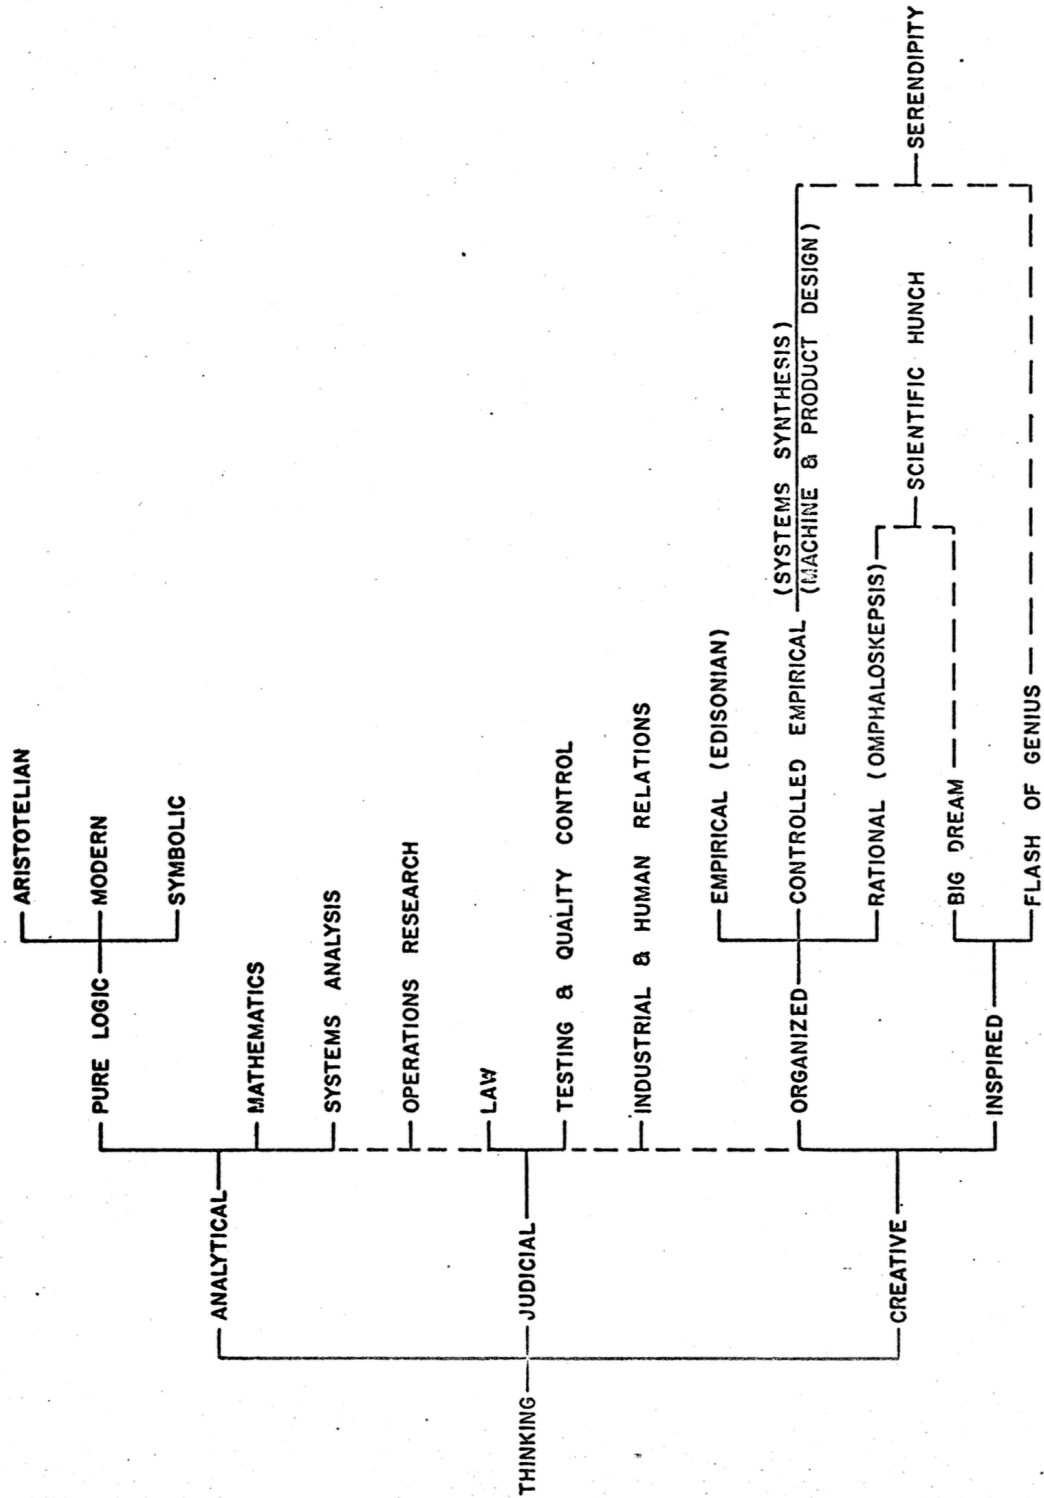 THINKING
ANALYTICAL
PURE LOGIC
ARISTOTELIAN
MODERN
SYMBOLIC
MATHEMATICS
SYSTEMS ANALYSIS
OPERATIONS RESEARCH
JUDICIAL
LAW
TESTING & QUALITY CONTROL
INDUSTRIAL & HUMAN RELATIONS
CREATIVE
ORGANIZED
EMPIRICAL (EDISONIAN)
CONTROLLED EMPIRICAL
(SYSTEMS SYNTHESIS)
(MACHINE & PRODUCT DESIGN)
RATIONAL (OMPHALOSKEPSIS)
INSPIRED
BIG DREAM
FLASH OF GENIUS
SCIENTIFIC HUNCH
SERENDIPITY